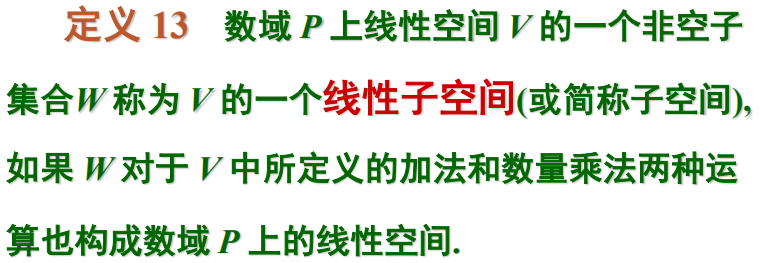 定义 13 数域 P 上线性空间 V 的一个非空子
集合W 称为 V 的一个线性子空间(或简称子空间),
如果 W 对于 V 中所定义的加法和数量乘法两种运
算也构成数域 P 上的线性空间.